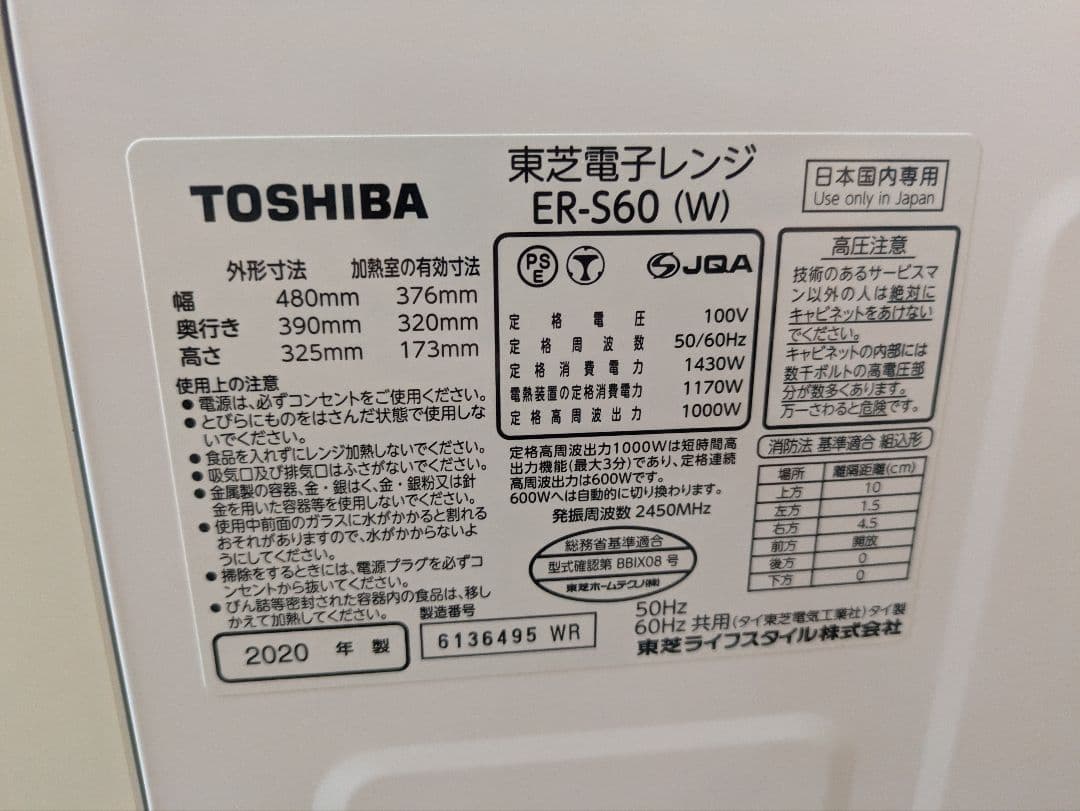 TOSHIBA
東芝電子レンジ
ER-S60 (W)
日本国内専用
Use only in Japan
外形寸法 加熱室の有効寸法
幅 480mm 376mm
奥行き 390mm 320mm
高さ 325mm 173mm
使用上の注意
●電源は、必ずコンセントをご使用ください。
●とびらにものをはさんだ状態で使用しな
いでください。
●食品を入れずにレンジ加熱しないでください。
●吸気口及び排気口はふさがないでください。
●金属製の容器、金・銀はく、金・銀粉又は針
金を用いた容器等を使用しないでください。
●使用中前面のガラスに水がかかると割れる
おそれがありますので、水がかからないよ
うにしてください。
●掃除をするときには、電源プラグを必ずコ
ンセントから抜いてください。
●びん詰等密封された容器内の食品は、移し
かえて加熱してください。
2020 年 製
製造番号
6136495 WR
PS
E
JQA
定格電圧 100V
定格周波数 50/60Hz
定格消費電力 1430W
電熱装置の定格消費電力 1170W
定格高周波出力 1000W
定格高周波出力1000Wは短時間高
出力機能(最大3分)であり、定格連続
高周波出力は600Wです。
600Wへは自動的に切り換わります。
発振周波数 2450MHz
総務省基準適合
型式確認第 BBIX08 号
東芝ホームテクノ(株)
高圧注意
技術のあるサービスマ
ン以外の人は絶対に
キャビネットをあけない
でください。
キャビネットの内部には
数千ボルトの高電圧部
分が数多くあります。
万一さわると危険です。
消防法 基準適合 組込形
場所 離隔距離(cm)
上方 10
左方 1.5
右方 4.5
前方 開放
後方 0
下方 0
50Hz
60Hz 共用 (タイ東芝電気工業社)タイ製
東芝ライフスタイル株式会社